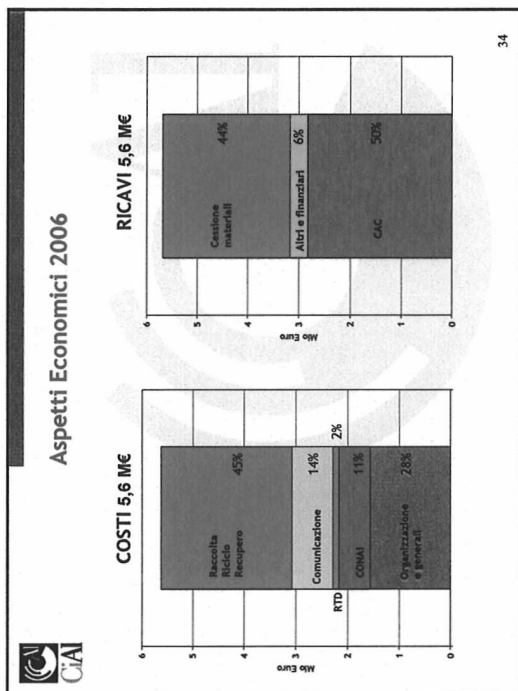 CiAl
Aspetti Economici 2006
COSTI 5,6 M€
Mio Euro
6
5
4
3
2
1
0
Raccolta
Riciclo
Recupero
45%
Comunicazione
14%
RTD
2%
CONAI
11%
Organizzazione
e generali
28%
RICAVI 5,6 M€
Mio Euro
6
5
4
3
2
1
0
Cessione
materiali
44%
Altri e finanziari
6%
CAC
50%
34